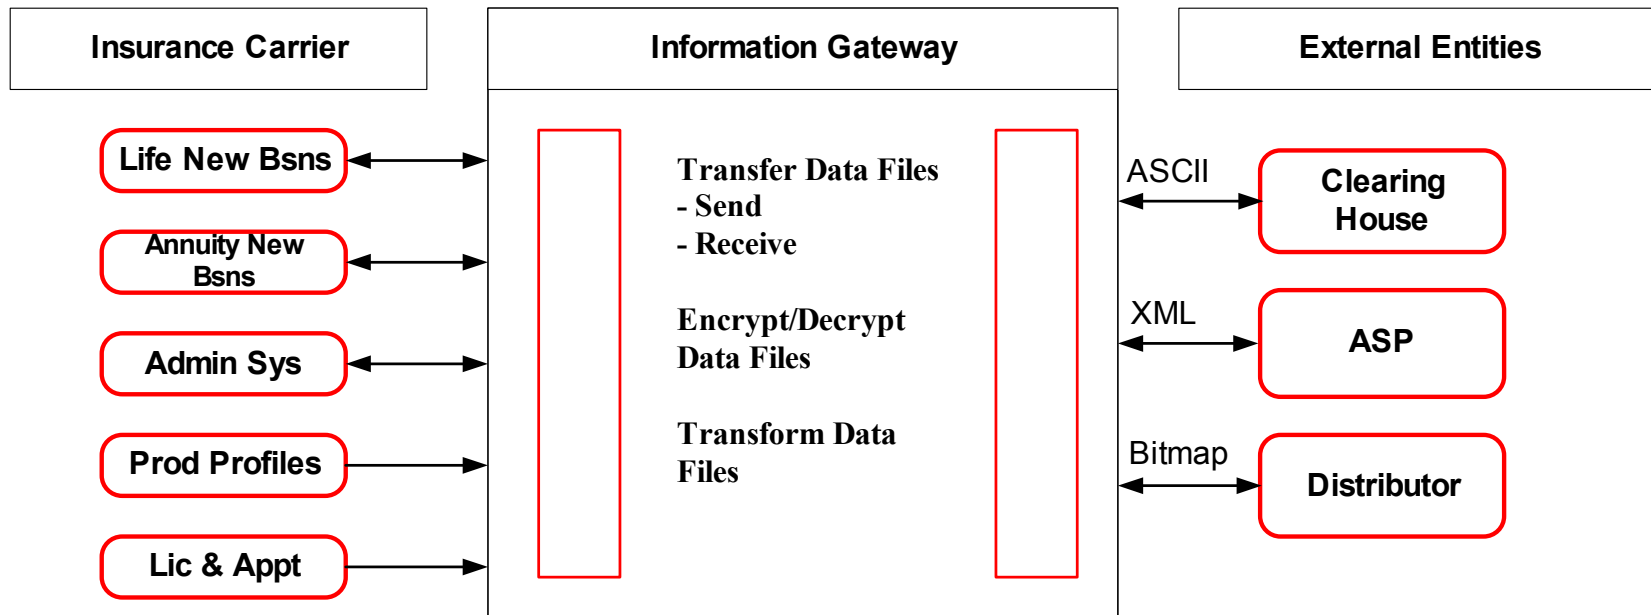 Insurance Carrier
Information Gateway
External Entities
Life New Bsns
Annuity New
Bsns
Admin Sys
Prod Profiles
Lic & Appt
Transfer Data Files
- Send
- Receive
Encrypt/Decrypt
Data Files
Transform Data
Files
ASCII
Clearing
House
XML
ASP
Bitmap
Distributor